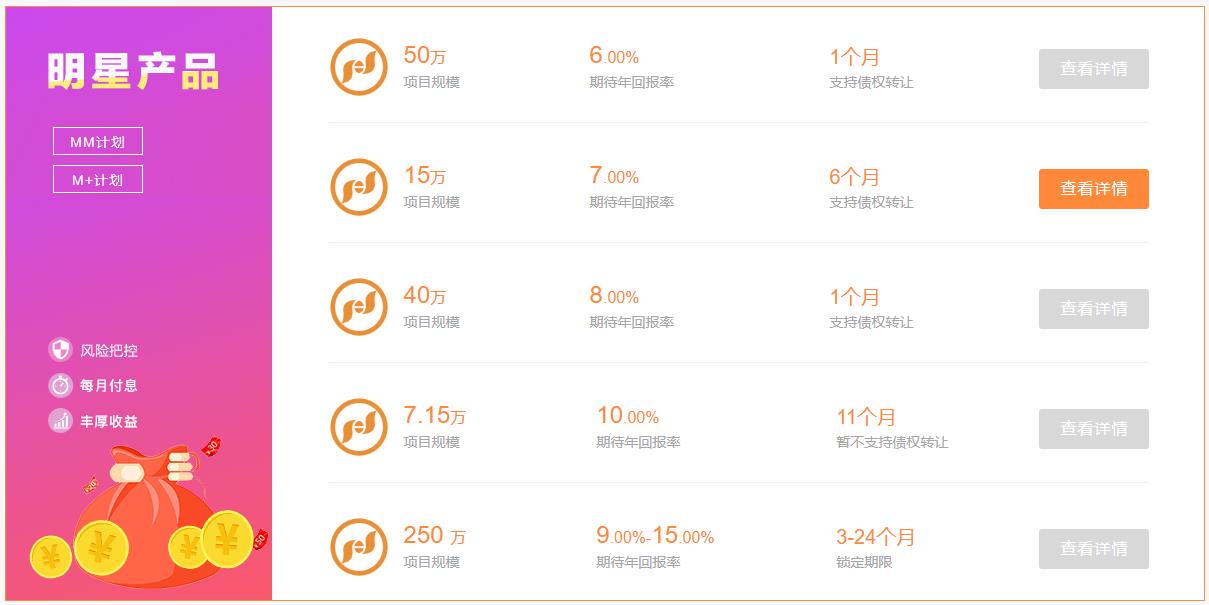 明星产品
MM计划
M+计划
风险把控
每月付息
丰厚收益
50万 6.00% 1个月 查看详情
项目规模 期待年回报率 支持债权转让
15万 7.00% 6个月 查看详情
项目规模 期待年回报率 支持债权转让
40万 8.00% 1个月 查看详情
项目规模 期待年回报率 支持债权转让
7.15万 10.00% 11个月 查看详情
项目规模 期待年回报率 暂不支持债权转让
250 万 9.00%-15.00% 3-24个月 查看详情
项目规模 期待年回报率 锁定期限